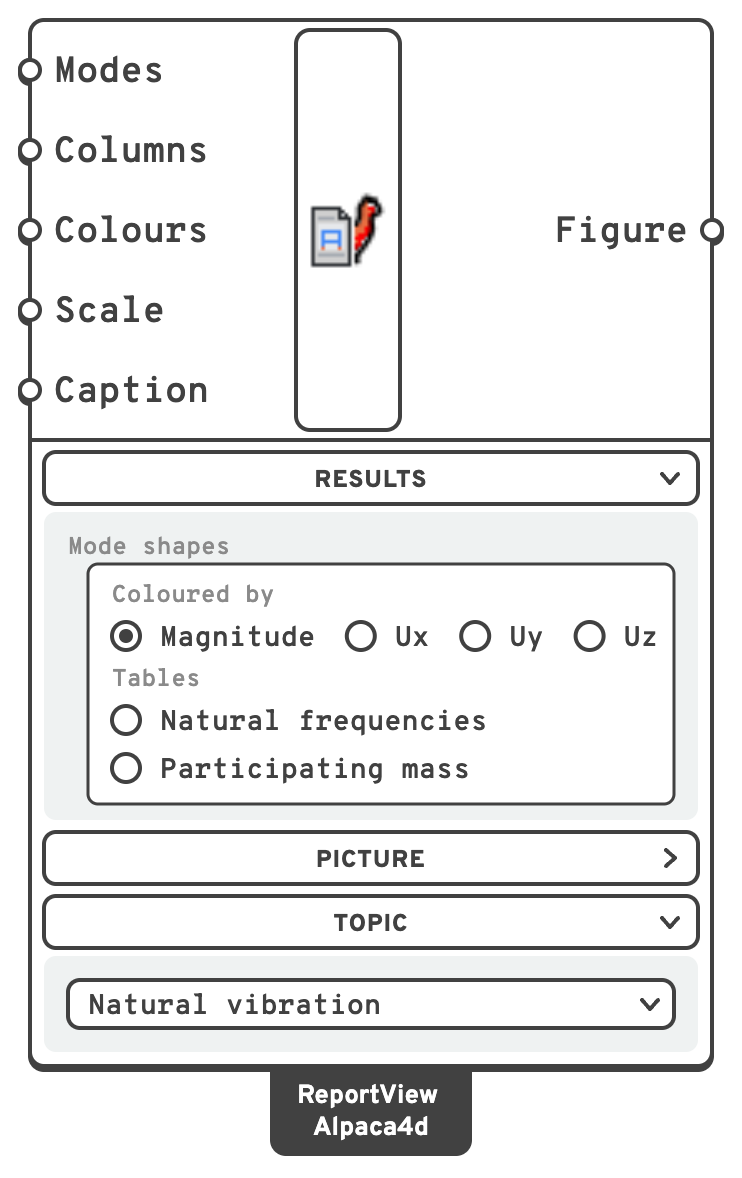 Modes
Columns
Colours
Scale
Caption
Figure
RESULTS
Mode shapes
Coloured by
Magnitude Ux Uy Uz
Tables
Natural frequencies
Participating mass
PICTURE
TOPIC
Natural vibration
ReportView
Alpaca4d